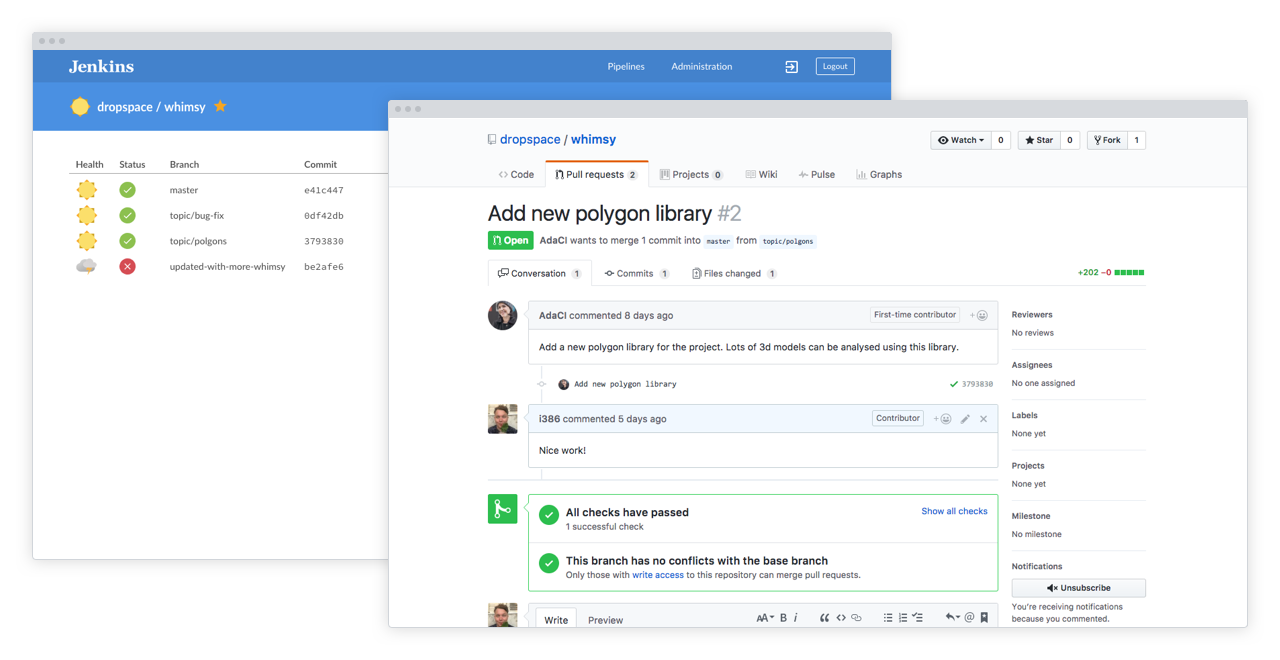 Jenkins
Pipelines Administration Logout
dropspace / whimsy
Health Status Branch Commit
master e41c447
topic/bug-fix 0df42db
topic/polgons 3793830
updated-with-more-whimsy be2afe6
dropspace / whimsy
Watch 0 Star 0 Fork 1
Code Pull requests 2 Projects 0 Wiki Pulse Graphs
Add new polygon library #2
Open AdaCI wants to merge 1 commit into master from topic/polgons
Conversation 1 Commits 1 Files changed 1 +202 −0
AdaCI commented 8 days ago First-time contributor
Add a new polygon library for the project. Lots of 3d models can be analysed using this library.
Add new polygon library 3793830
i386 commented 5 days ago Contributor
Nice work!
All checks have passed Show all checks
1 successful check
This branch has no conflicts with the base branch
Only those with write access to this repository can merge pull requests.
Write Preview AA B i
Reviewers
No reviews
Assignees
No one assigned
Labels
None yet
Projects
None yet
Milestone
No milestone
Notifications
Unsubscribe
You're receiving notifications
because you commented.